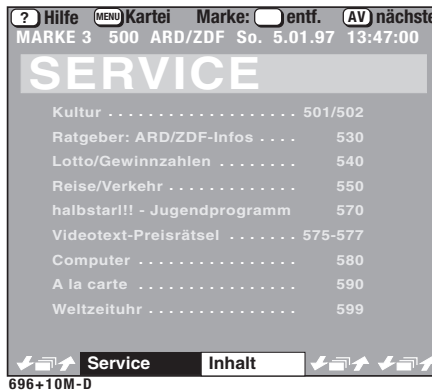 ? Hilfe MENU Kartei Marke: entf. AV nächste
MARKE 3 500 ARD/ZDF So. 5.01.97 13:47:00
SERVICE
Kultur . . . . . . . . . . . . . . . . . . 501/502
Ratgeber: ARD/ZDF-Infos . . . . 530
Lotto/Gewinnzahlen . . . . . . . . 540
Reise/Verkehr . . . . . . . . . . . . . 550
halbstarl!! - Jugendprogramm 570
Videotext-Preisrätsel . . . . . . . 575-577
Computer . . . . . . . . . . . . . . . . 580
A la carte . . . . . . . . . . . . . . . . 590
Weltzeituhr . . . . . . . . . . . . . . . 599
Service Inhalt
696+10M-D